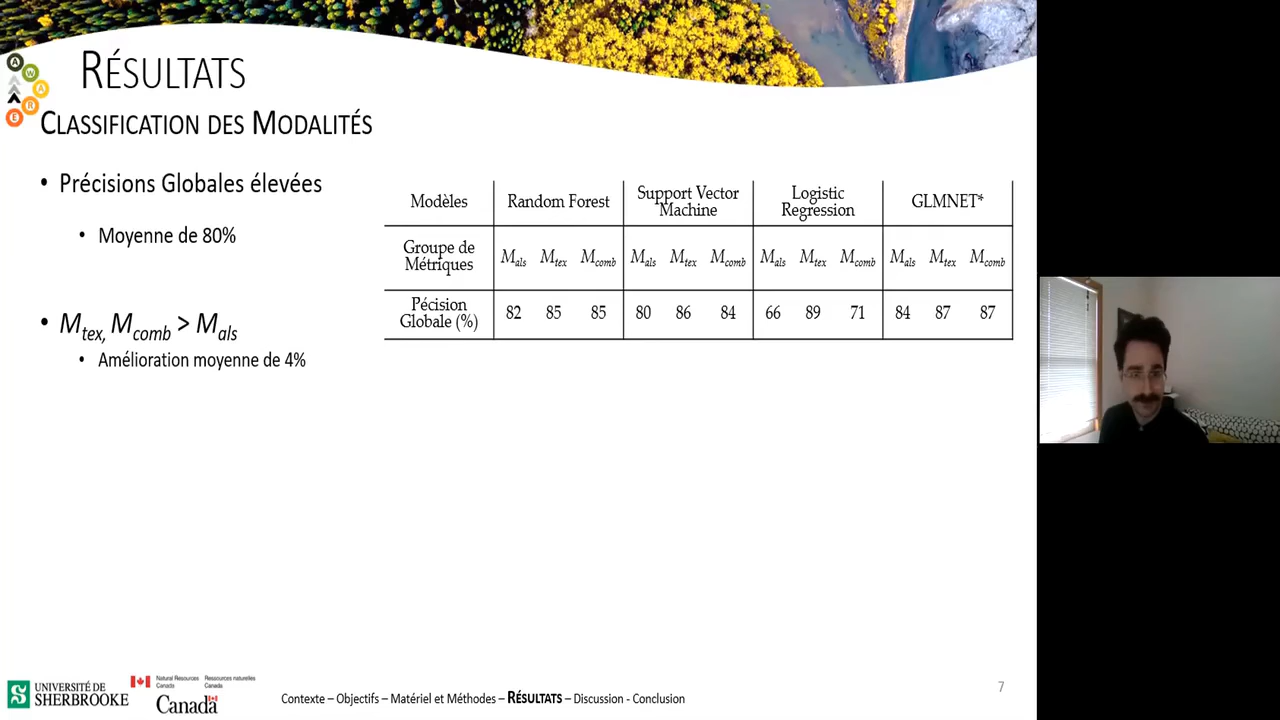 A
W
A
R
E
RÉSULTATS
CLASSIFICATION DES MODALITÉS
• Précisions Globales élevées
• Moyenne de 80%
• Mtex, Mcomb > Mals
• Amélioration moyenne de 4%
Modèles Random Forest Support Vector Machine Logistic Regression GLMNET*
Groupe de Métriques Mals Mtex Mcomb Mals Mtex Mcomb Mals Mtex Mcomb Mals Mtex Mcomb
Pécision Globale (%) 82 85 85 80 86 84 66 89 71 84 87 87
UNIVERSITÉ DE
SHERBROOKE
Natural Resources Ressources naturelles
Canada Canada
Canada
Contexte – Objectifs – Matériel et Méthodes – RÉSULTATS – Discussion - Conclusion
7